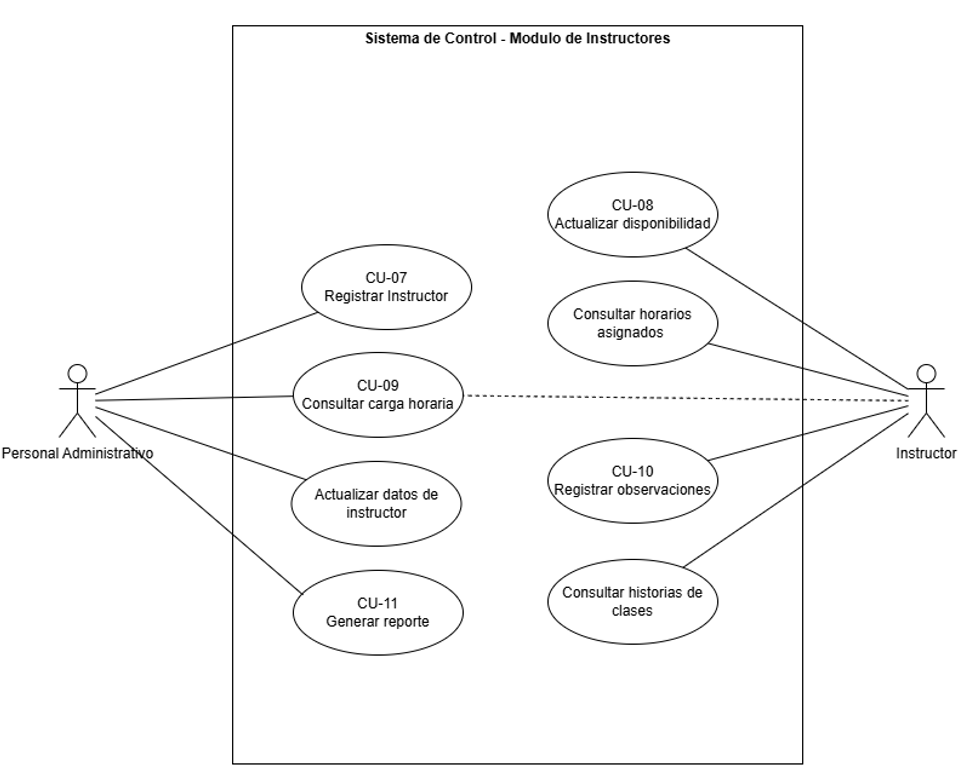 Sistema de Control - Modulo de Instructores
CU-08
Actualizar disponibilidad
CU-07
Registrar Instructor
Consultar horarios
asignados
CU-09
Consultar carga horaria
Personal Administrativo
Instructor
CU-10
Registrar observaciones
Actualizar datos de
instructor
CU-11
Generar reporte
Consultar historias de
clases